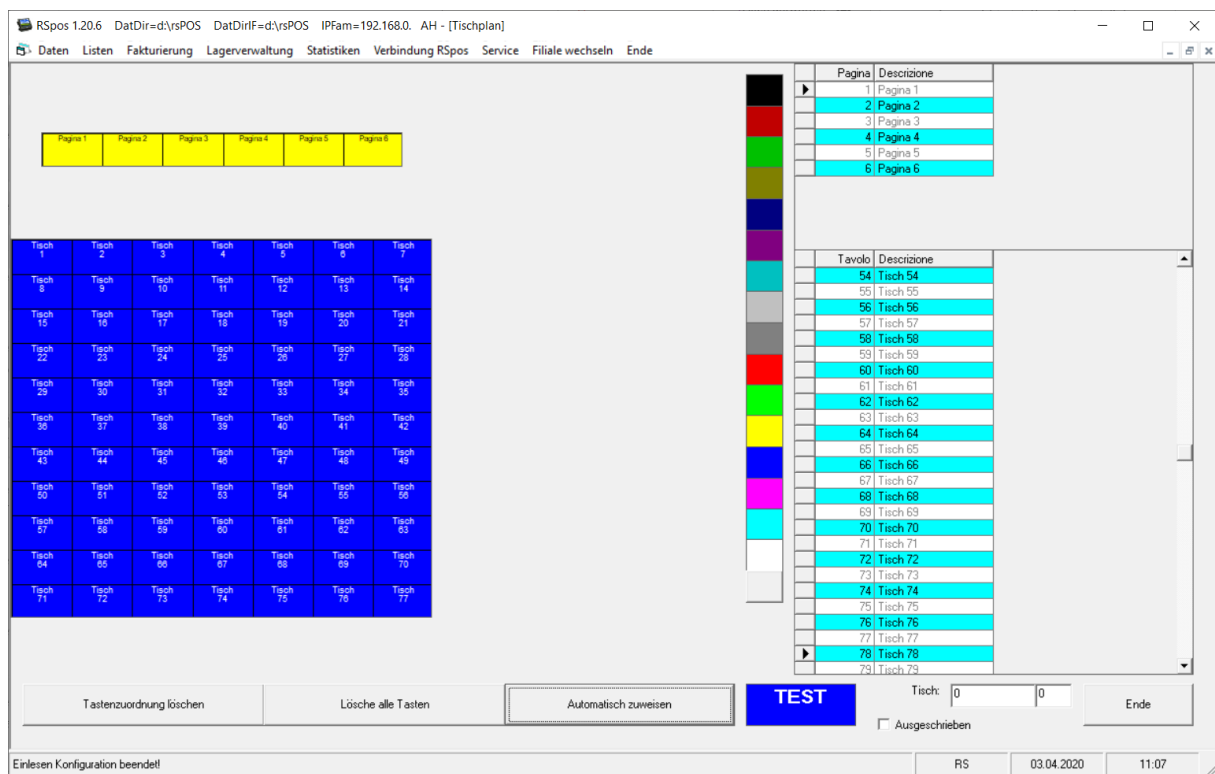 RSpos 1.20.6 DatDir=d:\rsPOS DatDirIF=d:\rsPOS IPFam=192.168.0. AH - [Tischplan]
Daten Listen Fakturierung Lagerverwaltung Statistiken Verbindung RSpos Service Filiale wechseln Ende
Pagina 1 Pagina 2 Pagina 3 Pagina 4 Pagina 5 Pagina 6
Tisch Tisch Tisch Tisch Tisch Tisch Tisch
1 2 3 4 5 6 7
Tisch Tisch Tisch Tisch Tisch Tisch Tisch
8 9 10 11 12 13 14
Tisch Tisch Tisch Tisch Tisch Tisch Tisch
15 16 17 18 19 20 21
Tisch Tisch Tisch Tisch Tisch Tisch Tisch
22 23 24 25 26 27 28
Tisch Tisch Tisch Tisch Tisch Tisch Tisch
29 30 31 32 33 34 35
Tisch Tisch Tisch Tisch Tisch Tisch Tisch
36 37 38 39 40 41 42
Tisch Tisch Tisch Tisch Tisch Tisch Tisch
43 44 45 46 47 48 49
Tisch Tisch Tisch Tisch Tisch Tisch Tisch
50 51 52 53 54 55 56
Tisch Tisch Tisch Tisch Tisch Tisch Tisch
57 58 59 60 61 62 63
Tisch Tisch Tisch Tisch Tisch Tisch Tisch
64 65 66 67 68 69 70
Tisch Tisch Tisch Tisch Tisch Tisch Tisch
71 72 73 74 75 76 77
Pagina Descrizione
1 Pagina 1
2 Pagina 2
3 Pagina 3
4 Pagina 4
5 Pagina 5
6 Pagina 6
Tavolo Descrizione
54 Tisch 54
55 Tisch 55
56 Tisch 56
57 Tisch 57
58 Tisch 58
59 Tisch 59
60 Tisch 60
61 Tisch 61
62 Tisch 62
63 Tisch 63
64 Tisch 64
65 Tisch 65
66 Tisch 66
67 Tisch 67
68 Tisch 68
69 Tisch 69
70 Tisch 70
71 Tisch 71
72 Tisch 72
73 Tisch 73
74 Tisch 74
75 Tisch 75
76 Tisch 76
77 Tisch 77
78 Tisch 78
79 Tisch 79
Tastenzuordnung löschen Lösche alle Tasten Automatisch zuweisen TEST Tisch: 0 0 Ende
Ausgeschrieben
Einlesen Konfiguration beendet! RS 03.04.2020 11:07